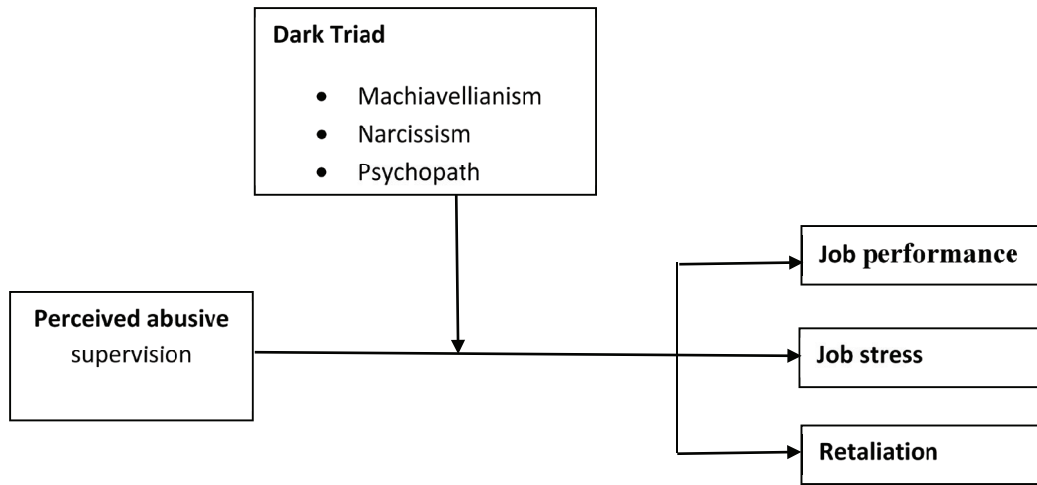 Dark Triad
• Machiavellianism
• Narcissism
• Psychopath
Job performance
Perceived abusive
supervision
Job stress
Retaliation